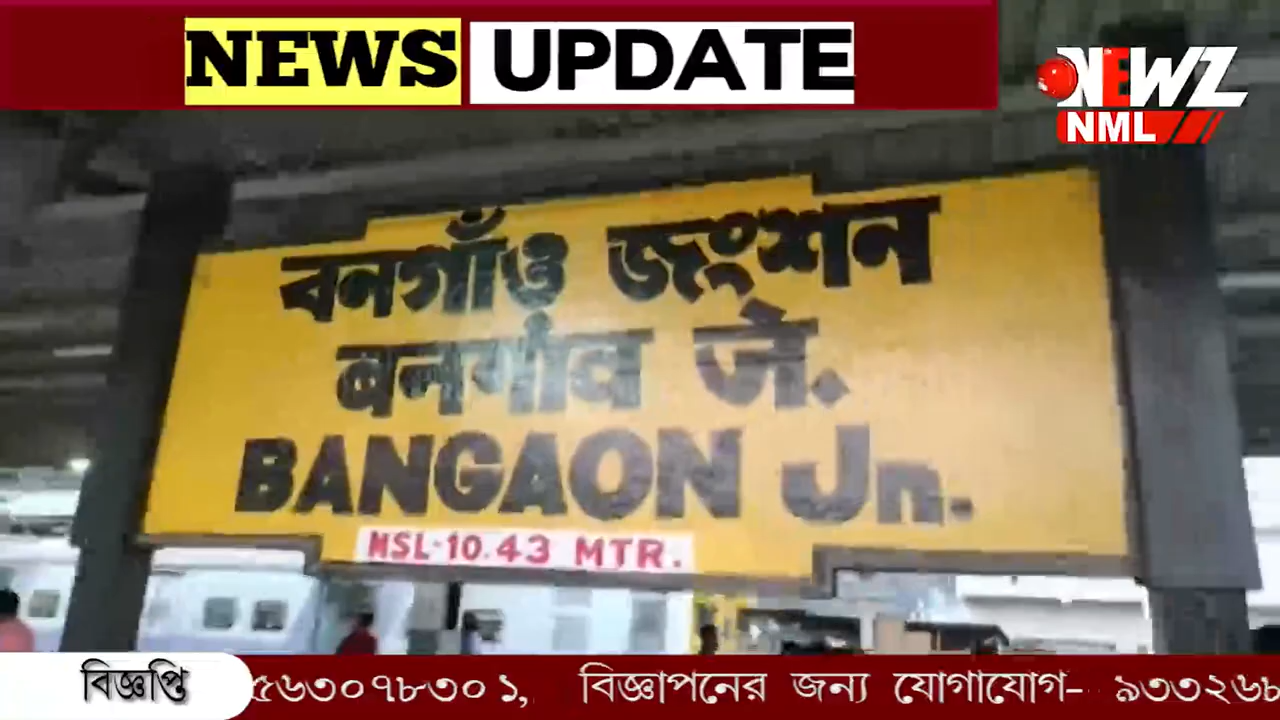 NEWS UPDATE
NEWZ
NML
বনগাঁও জংশন
बनगाँव जं.
BANGAON Jn.
MSL-10.43 MTR.
বিজ্ঞপ্তি
৫৬৩০৭৮৩০১, বিজ্ঞাপনের জন্য যোগাযোগ- ৯৩৩২৬৮